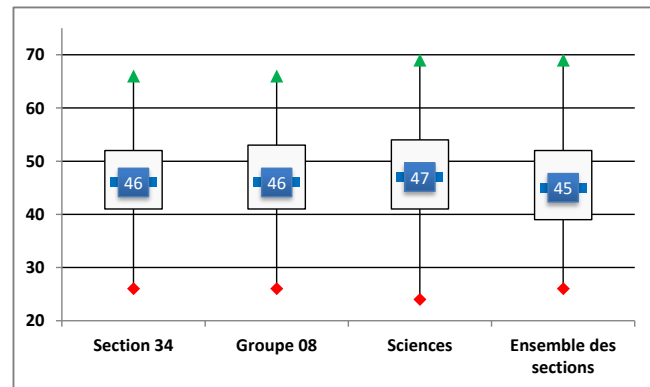 70
60
50
40
30
20
46
46
47
45
Section 34
Groupe 08
Sciences
Ensemble des
sections